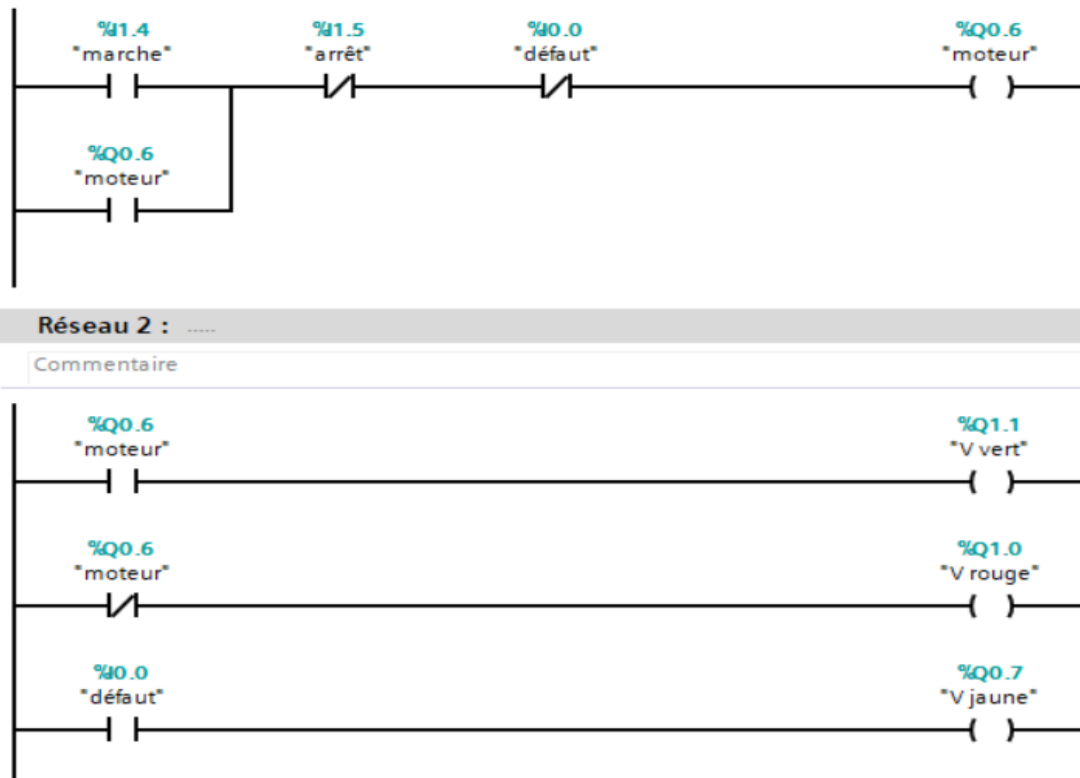 %I1.4 %I1.5 %I0.0 %Q0.6
"marche" "arrêt" "défaut" "moteur"
%Q0.6
"moteur"
Réseau 2 : .....
Commentaire
%Q0.6 %Q1.1
"moteur" "V vert"
%Q0.6 %Q1.0
"moteur" "V rouge"
%I0.0 %Q0.7
"défaut" "V jaune"